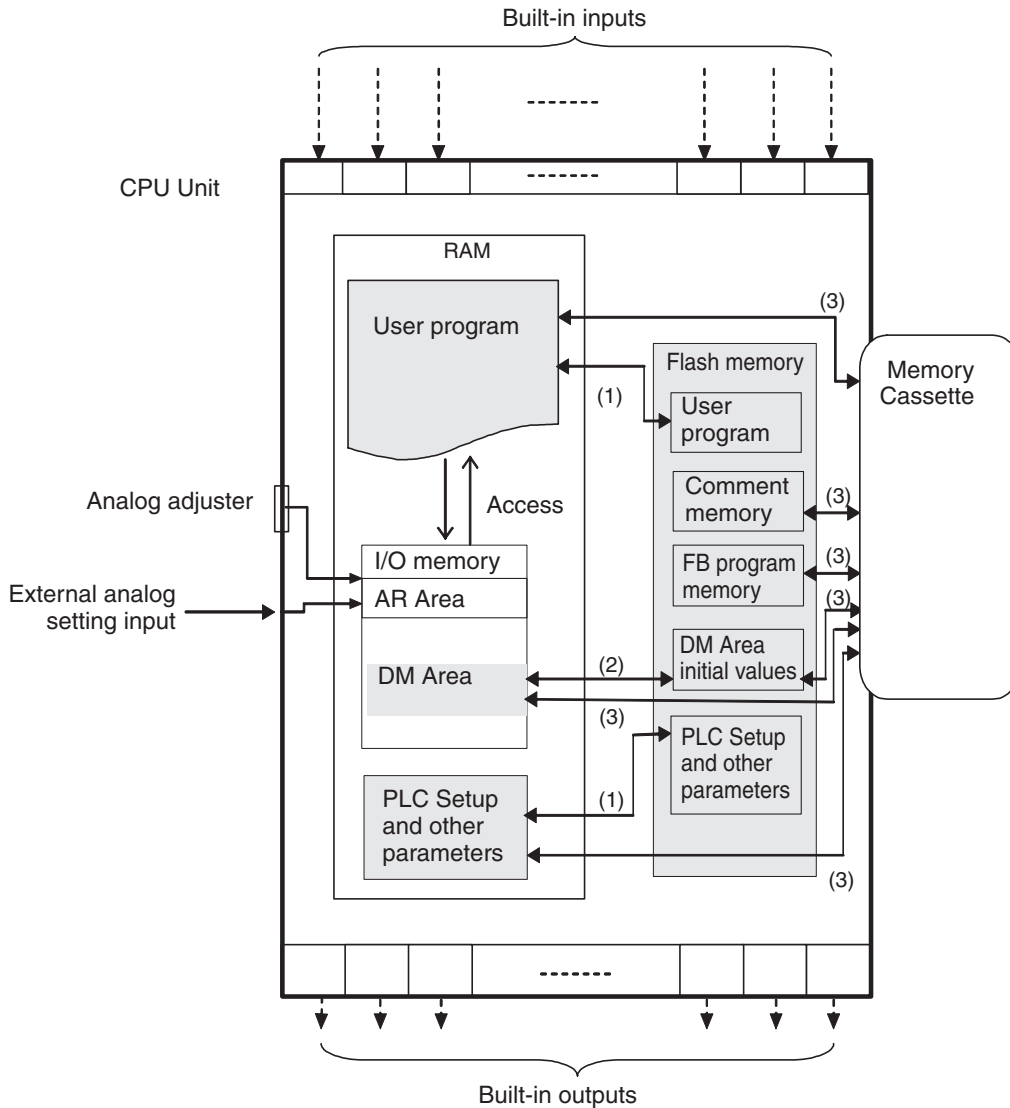 Built-in inputs
CPU Unit
RAM
User program
(3)
Flash memory
Memory
Cassette
(1)
User
program
Analog adjuster
Access
Comment
memory
(3)
I/O memory
FB program
memory
(3)
External analog
setting input
AR Area
(3)
DM Area
(2)
DM Area
initial values
(3)
PLC Setup
and other
parameters
PLC Setup
and other
parameters
(1)
(3)
Built-in outputs